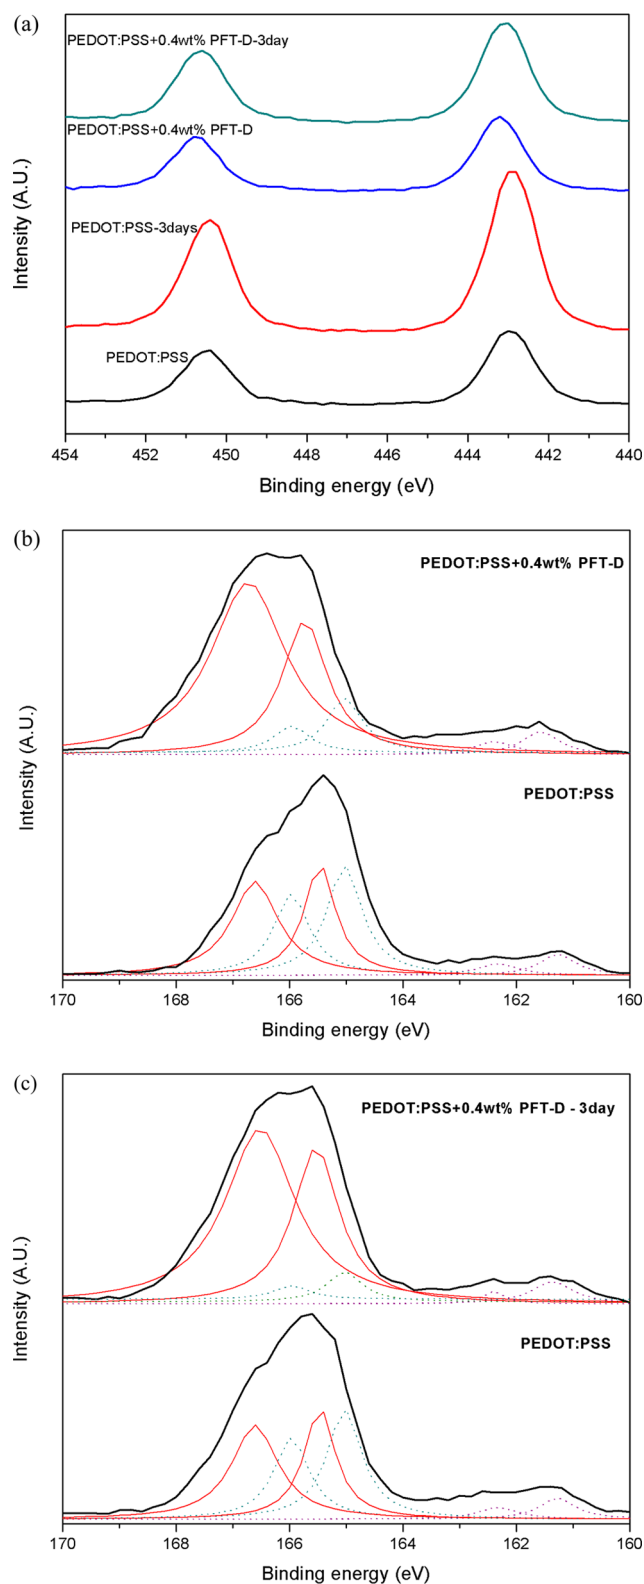 (a)
PEDOT:PSS+0.4wt% PFT-D-3day
PEDOT:PSS+0.4wt% PFT-D
PEDOT:PSS-3days
PEDOT:PSS
Intensity (A.U.)
454 452 450 448 446 444 442 440
Binding energy (eV)
(b)
PEDOT:PSS+0.4wt% PFT-D
PEDOT:PSS
Intensity (A.U.)
170 168 166 164 162 160
Binding energy (eV)
(c)
PEDOT:PSS+0.4wt% PFT-D - 3day
PEDOT:PSS
Intensity (A.U.)
170 168 166 164 162 160
Binding energy (eV)